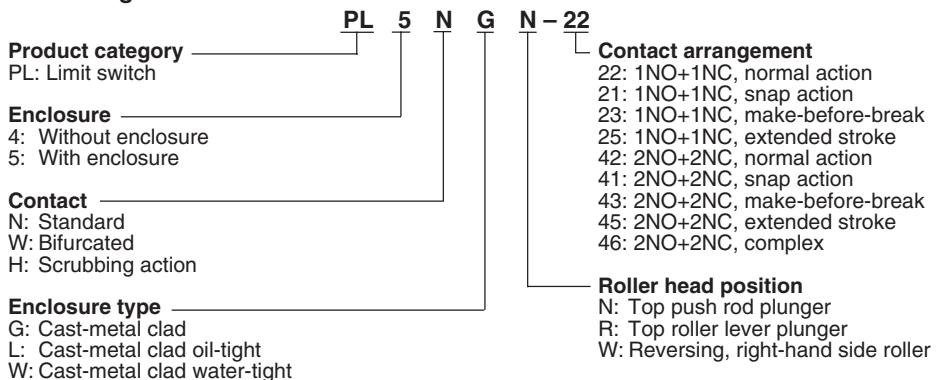 PL 5 N G N – 22
Product category
PL: Limit switch
Enclosure
4: Without enclosure
5: With enclosure
Contact
N: Standard
W: Bifurcated
H: Scrubbing action
Enclosure type
G: Cast-metal clad
L: Cast-metal clad oil-tight
W: Cast-metal clad water-tight
Contact arrangement
22: 1NO+1NC, normal action
21: 1NO+1NC, snap action
23: 1NO+1NC, make-before-break
25: 1NO+1NC, extended stroke
42: 2NO+2NC, normal action
41: 2NO+2NC, snap action
43: 2NO+2NC, make-before-break
45: 2NO+2NC, extended stroke
46: 2NO+2NC, complex
Roller head position
N: Top push rod plunger
R: Top roller lever plunger
W: Reversing, right-hand side roller